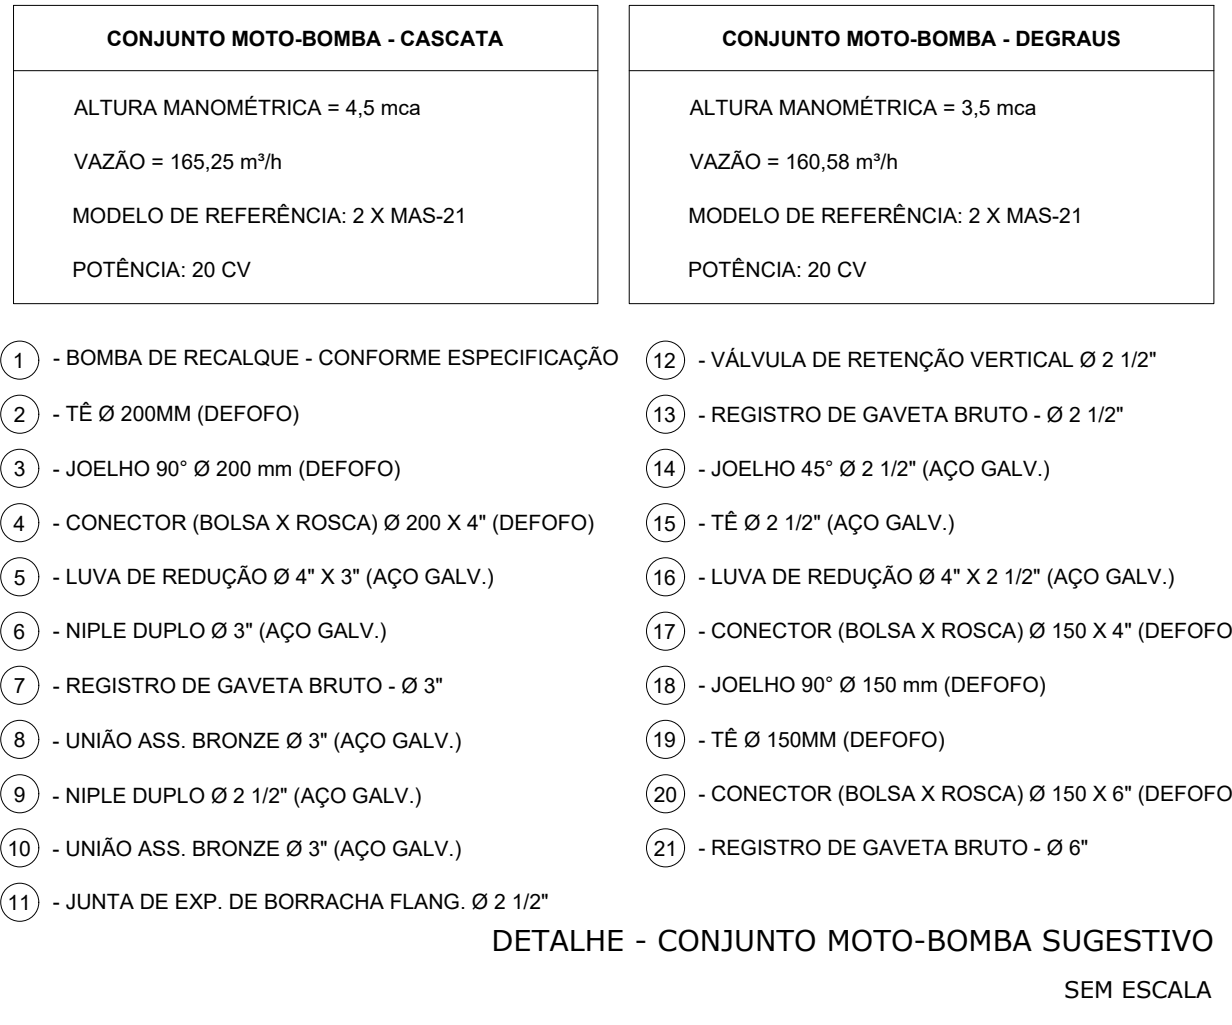 CONJUNTO MOTO-BOMBA - CASCATA
ALTURA MANOMÉTRICA = 4,5 mca
VAZÃO = 165,25 m³/h
MODELO DE REFERÊNCIA: 2 X MAS-21
POTÊNCIA: 20 CV
CONJUNTO MOTO-BOMBA - DEGRAUS
ALTURA MANOMÉTRICA = 3,5 mca
VAZÃO = 160,58 m³/h
MODELO DE REFERÊNCIA: 2 X MAS-21
POTÊNCIA: 20 CV
1 - BOMBA DE RECALQUE - CONFORME ESPECIFICAÇÃO
2 - TÊ Ø 200MM (DEFOFO)
3 - JOELHO 90° Ø 200 mm (DEFOFO)
4 - CONECTOR (BOLSA X ROSCA) Ø 200 X 4" (DEFOFO)
5 - LUVA DE REDUÇÃO Ø 4" X 3" (AÇO GALV.)
6 - NIPLE DUPLO Ø 3" (AÇO GALV.)
7 - REGISTRO DE GAVETA BRUTO - Ø 3"
8 - UNIÃO ASS. BRONZE Ø 3" (AÇO GALV.)
9 - NIPLE DUPLO Ø 2 1/2" (AÇO GALV.)
10 - UNIÃO ASS. BRONZE Ø 3" (AÇO GALV.)
11 - JUNTA DE EXP. DE BORRACHA FLANG. Ø 2 1/2"
12 - VÁLVULA DE RETENÇÃO VERTICAL Ø 2 1/2"
13 - REGISTRO DE GAVETA BRUTO - Ø 2 1/2"
14 - JOELHO 45° Ø 2 1/2" (AÇO GALV.)
15 - TÊ Ø 2 1/2" (AÇO GALV.)
16 - LUVA DE REDUÇÃO Ø 4" X 2 1/2" (AÇO GALV.)
17 - CONECTOR (BOLSA X ROSCA) Ø 150 X 4" (DEFOFO
18 - JOELHO 90° Ø 150 mm (DEFOFO)
19 - TÊ Ø 150MM (DEFOFO)
20 - CONECTOR (BOLSA X ROSCA) Ø 150 X 6" (DEFOFO
21 - REGISTRO DE GAVETA BRUTO - Ø 6"
DETALHE - CONJUNTO MOTO-BOMBA SUGESTIVO
SEM ESCALA